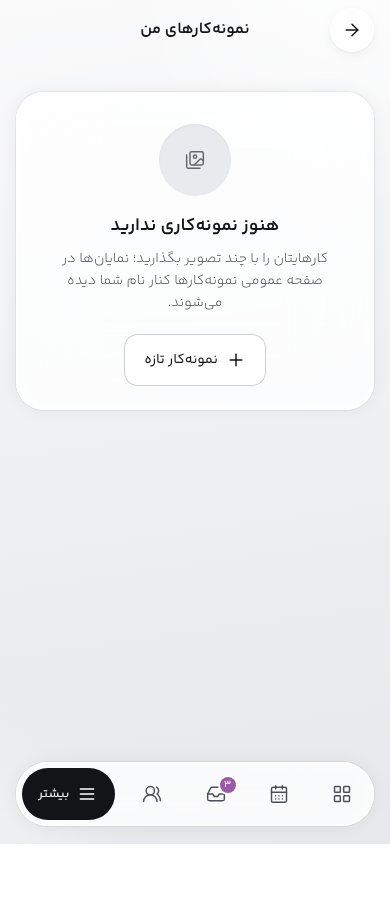 نمونه‌کارهای من
هنوز نمونه‌کاری ندارید
کارهایتان را با چند تصویر بگذارید؛ نمایان‌ها در
صفحه عمومی نمونه‌کارها کنار نام شما دیده
می‌شوند.
نمونه‌کار تازه
۳
بیشتر